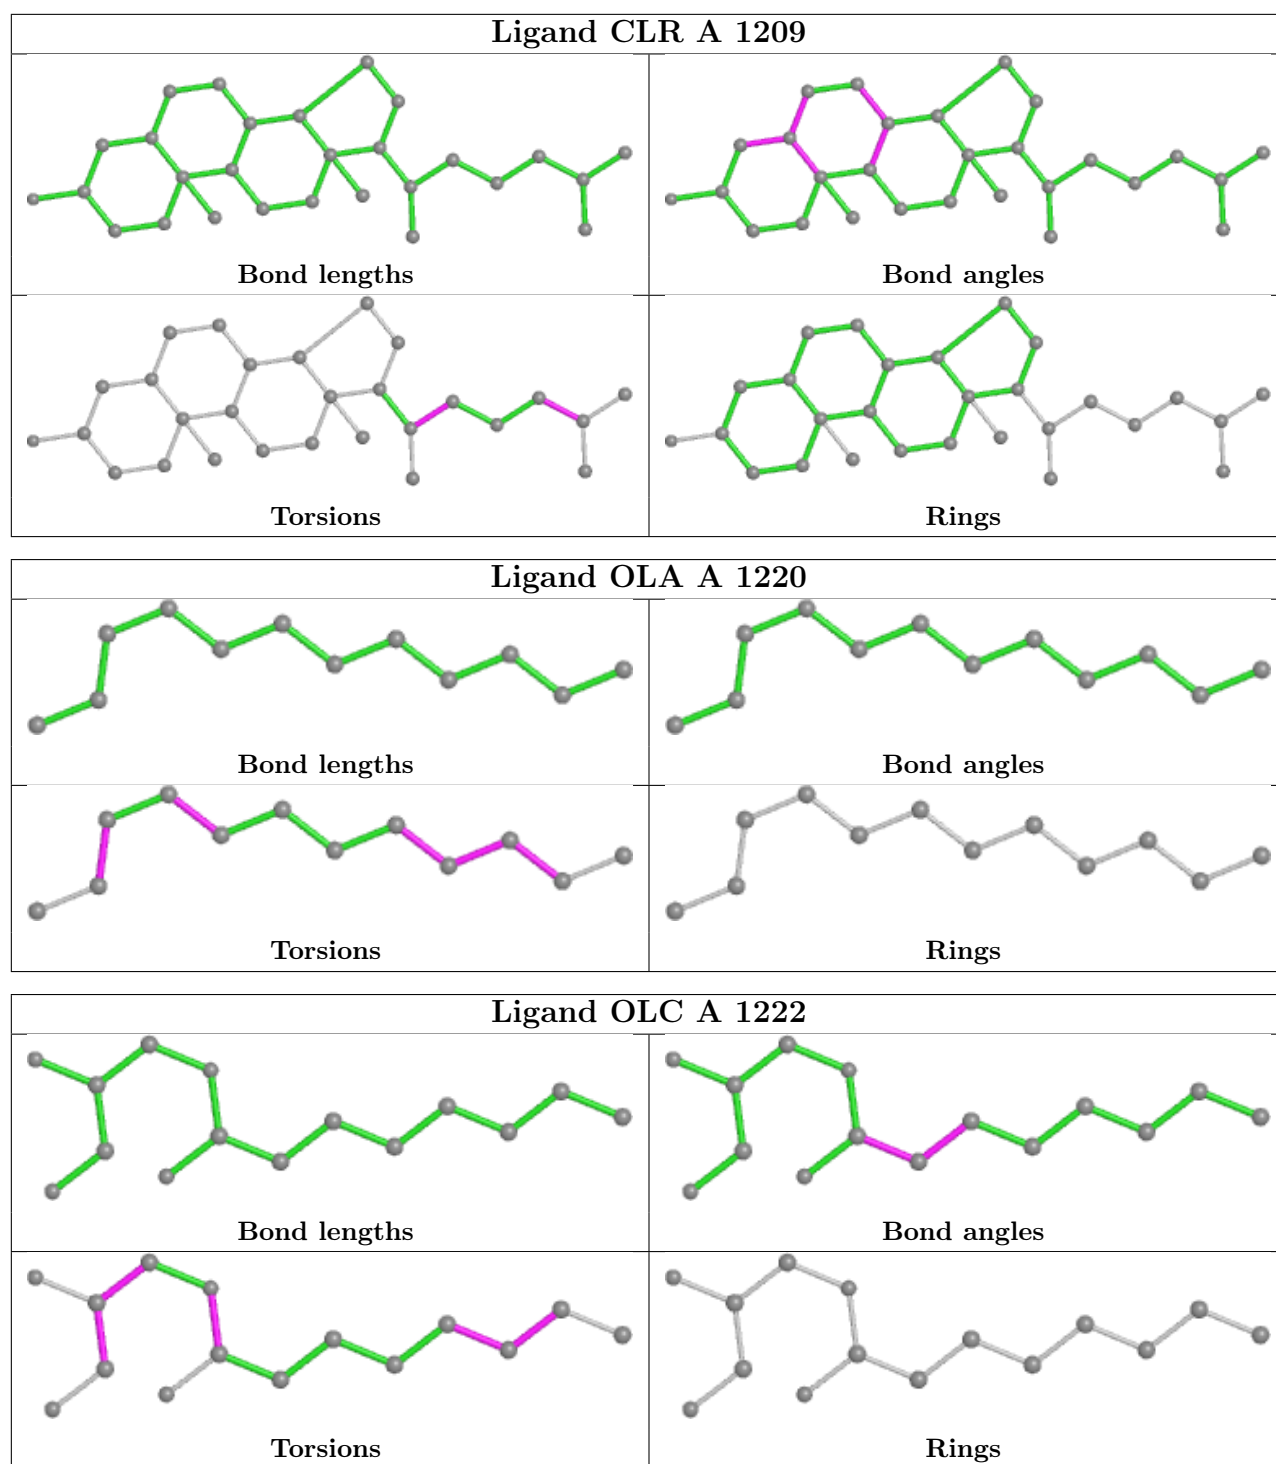 Ligand CLR A 1209
Bond lengths
Bond angles
Torsions
Rings
Ligand OLA A 1220
Bond lengths
Bond angles
Torsions
Rings
Ligand OLC A 1222
Bond lengths
Bond angles
Torsions
Rings